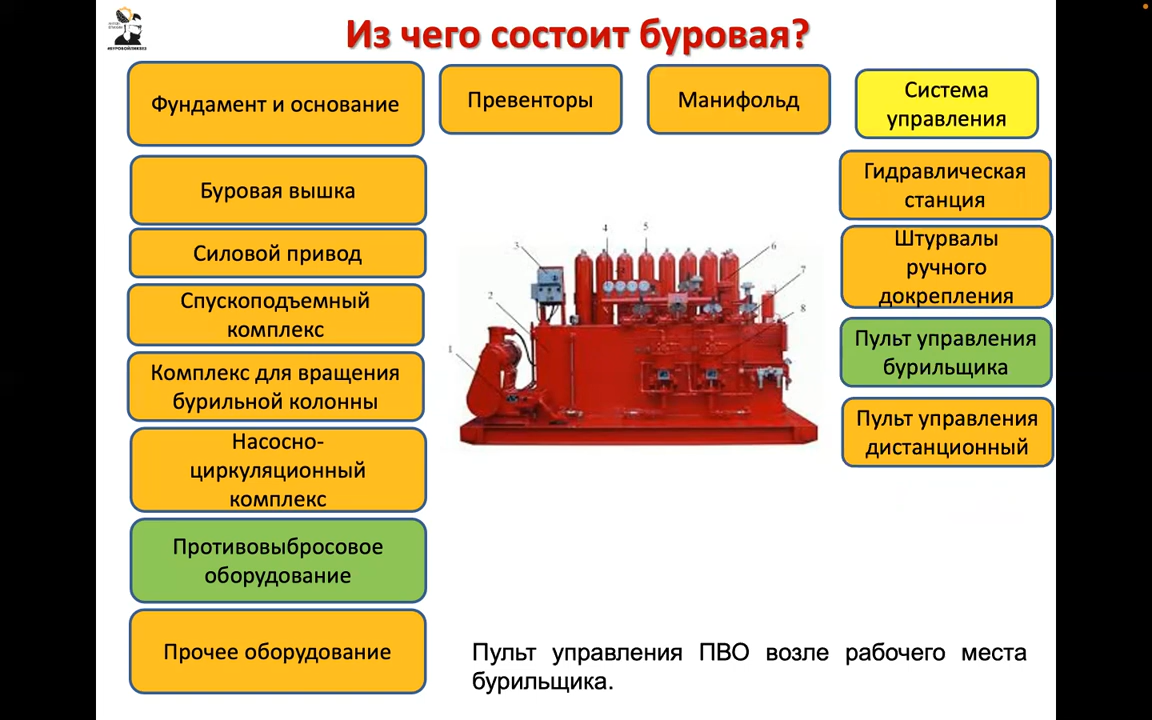 Из чего состоит буровая?
#БУРОВОЙЛИКБЕЗ
Фундамент и основание
Буровая вышка
Силовой привод
Спускоподъемный
комплекс
Комплекс для вращения
бурильной колонны
Насосно-
циркуляционный
комплекс
Противовыбросовое
оборудование
Прочее оборудование
Превенторы
Манифольд
Система
управления
Гидравлическая
станция
Штурвалы
ручного
докрепления
Пульт управления
бурильщика
Пульт управления
дистанционный
1
2
3
4
5
6
7
8
Пульт управления ПВО возле рабочего места
бурильщика.